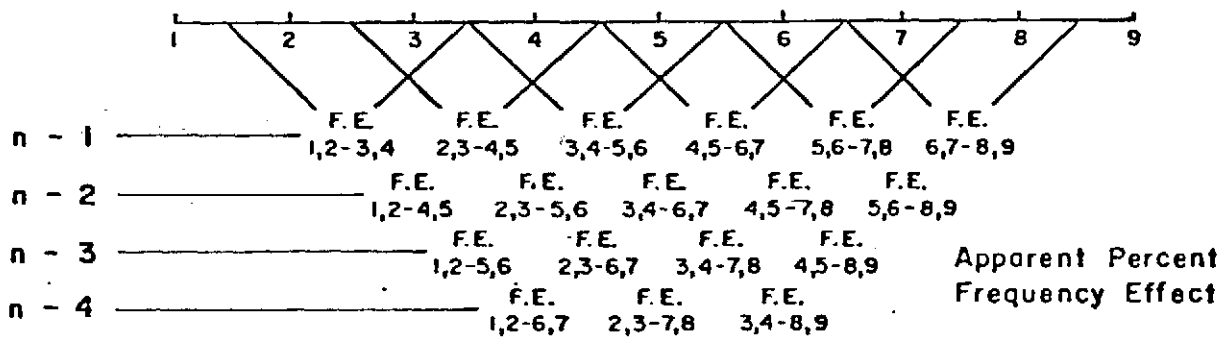 1 2 3 4 5 6 7 8 9
F.E. F.E. F.E. F.E. F.E. F.E.
n - 1 1,2-3,4 2,3-4,5 3,4-5,6 4,5-6,7 5,6-7,8 6,7-8,9
F.E. F.E. F.E. F.E. F.E.
n - 2 1,2-4,5 2,3-5,6 3,4-6,7 4,5-7,8 5,6-8,9
F.E. F.E. F.E. F.E.
n - 3 1,2-5,6 2,3-6,7 3,4-7,8 4,5-8,9 Apparent Percent
F.E. F.E. F.E. Frequency Effect
n - 4 1,2-6,7 2,3-7,8 3,4-8,9